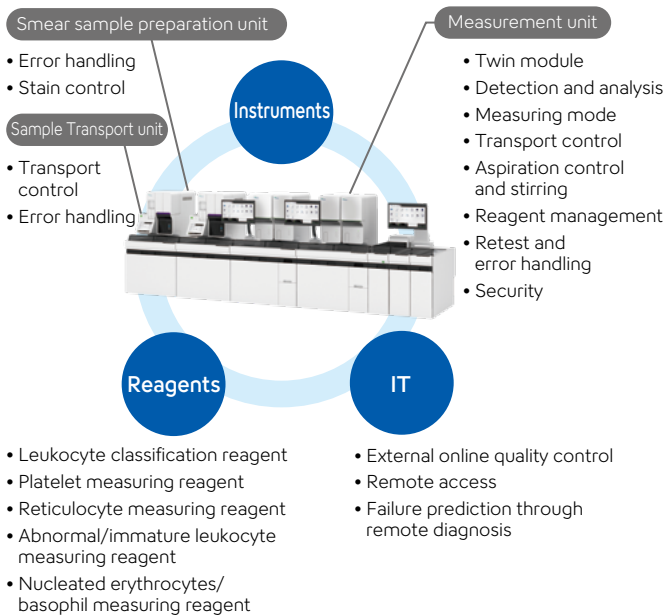 Smear sample preparation unit
• Error handling
• Stain control
Sample Transport unit
• Transport
control
• Error handling
Instruments
Measurement unit
• Twin module
• Detection and analysis
• Measuring mode
• Transport control
• Aspiration control
and stirring
• Reagent management
• Retest and
error handling
• Security
Reagents
• Leukocyte classification reagent
• Platelet measuring reagent
• Reticulocyte measuring reagent
• Abnormal/immature leukocyte
measuring reagent
• Nucleated erythrocytes/
basophil measuring reagent
IT
• External online quality control
• Remote access
• Failure prediction through
remote diagnosis